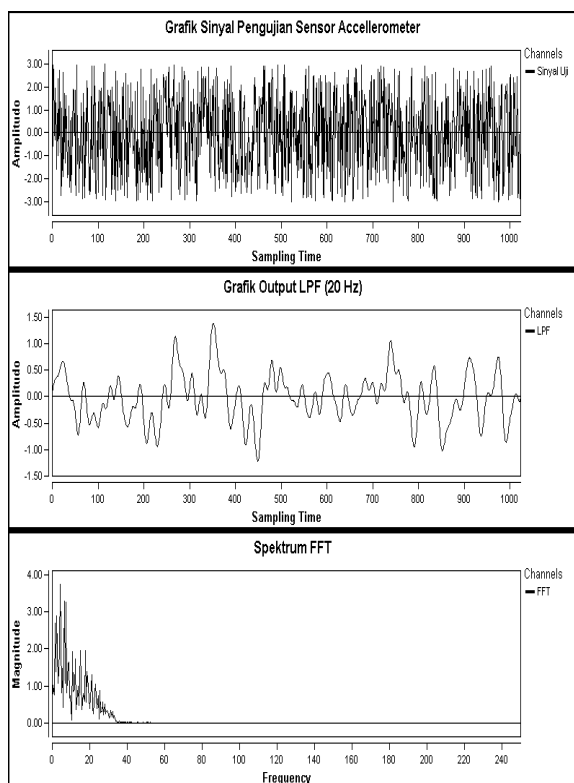 Grafik Sinyal Pengujian Sensor Accellerometer
Channels
Sinyal Uji
Amplitudo
3.00
2.00
1.00
0.00
-1.00
-2.00
-3.00
0 100 200 300 400 500 600 700 800 900 1000
Sampling Time
Grafik Output LPF (20 Hz)
Channels
LPF
Amplitudo
1.50
1.00
0.50
0.00
-0.50
-1.00
-1.50
0 100 200 300 400 500 600 700 800 900 1000
Sampling Time
Spektrum FFT
Channels
FFT
Magnitude
4.00
3.00
2.00
1.00
0.00
0 20 40 60 80 100 120 140 160 180 200 220 240
Frequency